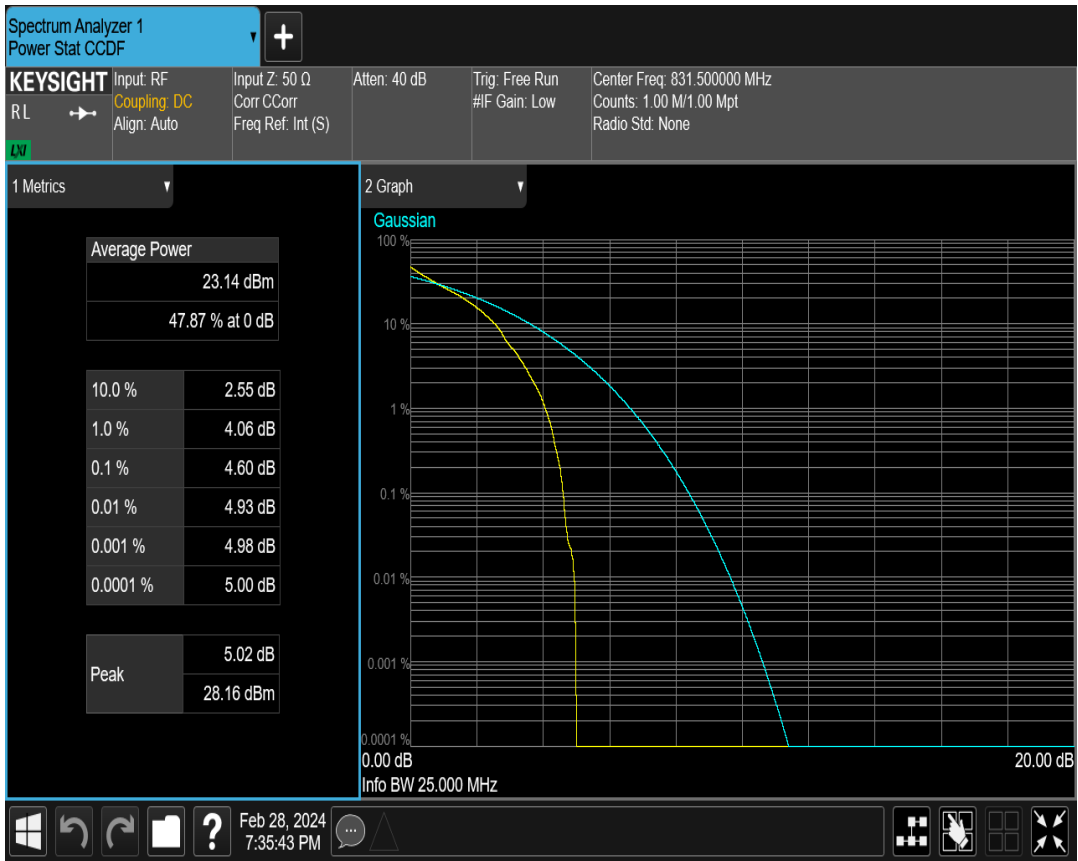 Spectrum Analyzer 1
Power Stat CCDF
KEYSIGHT
RL
LXI
Input: RF
Coupling: DC
Align: Auto
Input Z: 50 Ω
Corr CCorr
Freq Ref: Int (S)
Atten: 40 dB
Trig: Free Run
#IF Gain: Low
Center Freq: 831.500000 MHz
Counts: 1.00 M/1.00 Mpt
Radio Std: None
1 Metrics
Average Power
23.14 dBm
47.87 % at 0 dB
10.0 % 2.55 dB
1.0 % 4.06 dB
0.1 % 4.60 dB
0.01 % 4.93 dB
0.001 % 4.98 dB
0.0001 % 5.00 dB
Peak
5.02 dB
28.16 dBm
2 Graph
Gaussian
100 %
10 %
1 %
0.1 %
0.01 %
0.001 %
0.0001 %
0.00 dB 20.00 dB
Info BW 25.000 MHz
Feb 28, 2024
7:35:43 PM